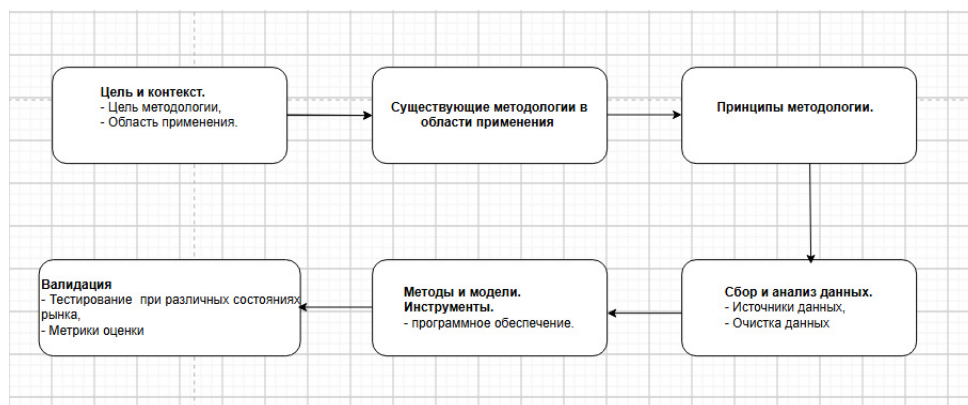 Цель и контекст.
- Цель методологии,
- Область применения.
Существующие методологии в
области применения
Принципы методологии.
Сбор и анализ данных.
- Источники данных,
- Очистка данных
Методы и модели.
Инструменты.
- программное обеспечение.
Валидация
- Тестирование при различных состояниях
рынка,
- Метрики оценки